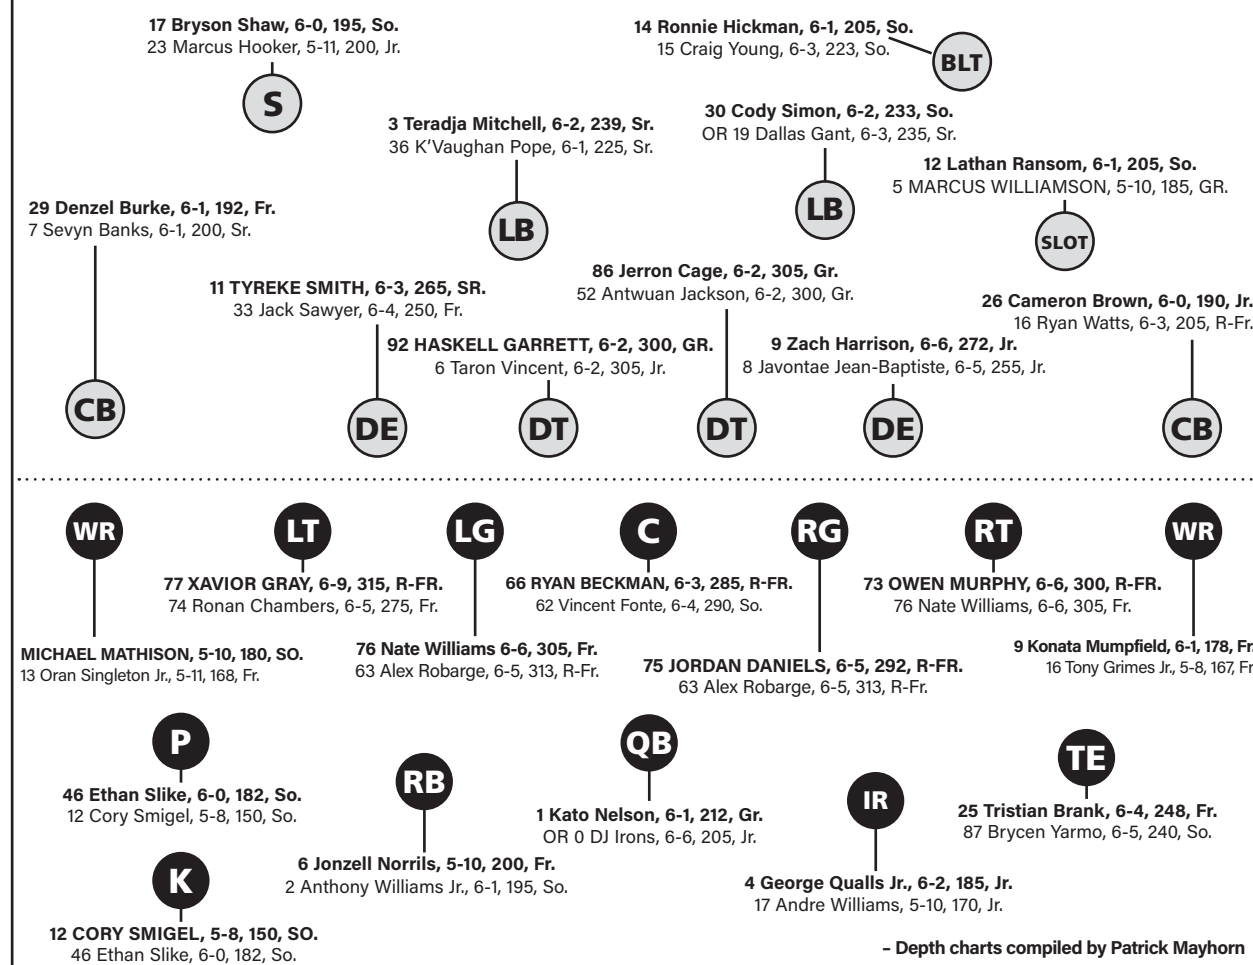 17 Bryson Shaw, 6-0, 195, So.
23 Marcus Hooker, 5-11, 200, Jr.
S
14 Ronnie Hickman, 6-1, 205, So.
15 Craig Young, 6-3, 223, So.
BLT
3 Teradja Mitchell, 6-2, 239, Sr.
36 K'Vaughan Pope, 6-1, 225, Sr.
LB
30 Cody Simon, 6-2, 233, So.
OR 19 Dallas Gant, 6-3, 235, Sr.
LB
12 Lathan Ransom, 6-1, 205, So.
5 MARCUS WILLIAMSON, 5-10, 185, GR.
SLOT
29 Denzel Burke, 6-1, 192, Fr.
7 Sevyn Banks, 6-1, 200, Sr.
CB
11 TYREKE SMITH, 6-3, 265, SR.
33 Jack Sawyer, 6-4, 250, Fr.
DE
92 HASKELL GARRETT, 6-2, 300, GR.
6 Taron Vincent, 6-2, 305, Jr.
DT
86 Jerron Cage, 6-2, 305, Gr.
52 Antwuan Jackson, 6-2, 300, Gr.
DT
9 Zach Harrison, 6-6, 272, Jr.
8 Javontae Jean-Baptiste, 6-5, 255, Jr.
DE
26 Cameron Brown, 6-0, 190, Jr.
16 Ryan Watts, 6-3, 205, R-Fr.
CB
WR
MICHAEL MATHISON, 5-10, 180, SO.
13 Oran Singleton Jr., 5-11, 168, Fr.
LT
77 XAVIOR GRAY, 6-9, 315, R-FR.
74 Ronan Chambers, 6-5, 275, Fr.
LG
76 Nate Williams 6-6, 305, Fr.
63 Alex Robarge, 6-5, 313, R-Fr.
C
66 RYAN BECKMAN, 6-3, 285, R-FR.
62 Vincent Fonte, 6-4, 290, So.
RG
75 JORDAN DANIELS, 6-5, 292, R-FR.
63 Alex Robarge, 6-5, 313, R-Fr.
RT
73 OWEN MURPHY, 6-6, 300, R-FR.
76 Nate Williams, 6-6, 305, Fr.
WR
9 Konata Mumpfield, 6-1, 178, Fr.
16 Tony Grimes Jr., 5-8, 167, Fr
P
46 Ethan Slike, 6-0, 182, So.
12 Cory Smigel, 5-8, 150, So.
RB
6 Jonzell Norrils, 5-10, 200, Fr.
2 Anthony Williams Jr., 6-1, 195, So.
QB
1 Kato Nelson, 6-1, 212, Gr.
OR 0 DJ Irons, 6-6, 205, Jr.
IR
4 George Qualls Jr., 6-2, 185, Jr.
17 Andre Williams, 5-10, 170, Jr.
TE
25 Tristian Brank, 6-4, 248, Fr.
87 Brycen Yarmo, 6-5, 240, So.
K
12 CORY SMIGEL, 5-8, 150, SO.
46 Ethan Slike, 6-0, 182, So.
– Depth charts compiled by Patrick Mayhorn